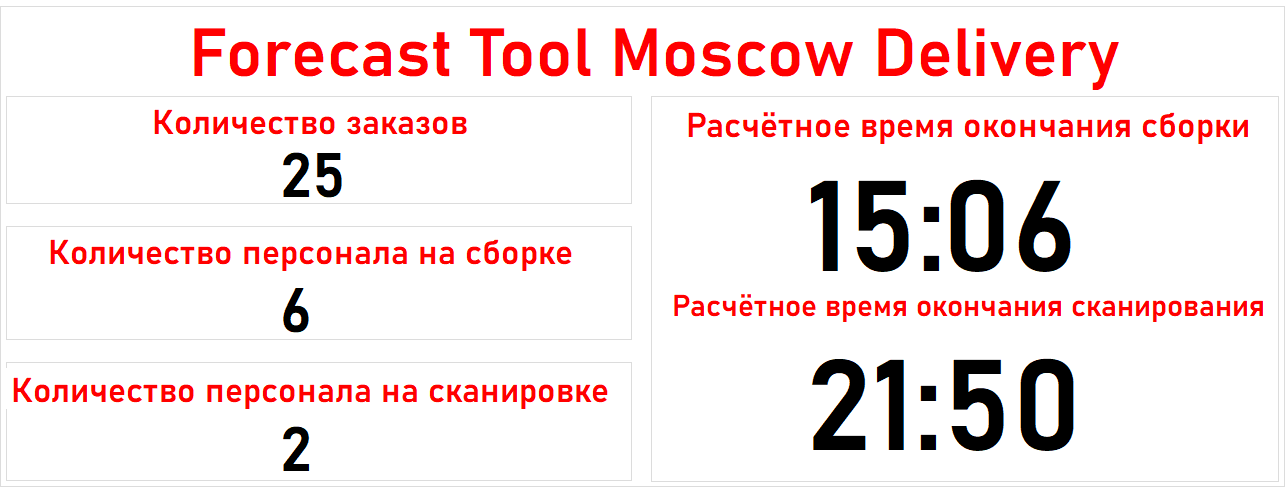 Forecast Tool Moscow Delivery
Количество заказов
25
Количество персонала на сборке
6
Количество персонала на сканировке
2
Расчётное время окончания сборки
15:06
Расчётное время окончания сканирования
21:50